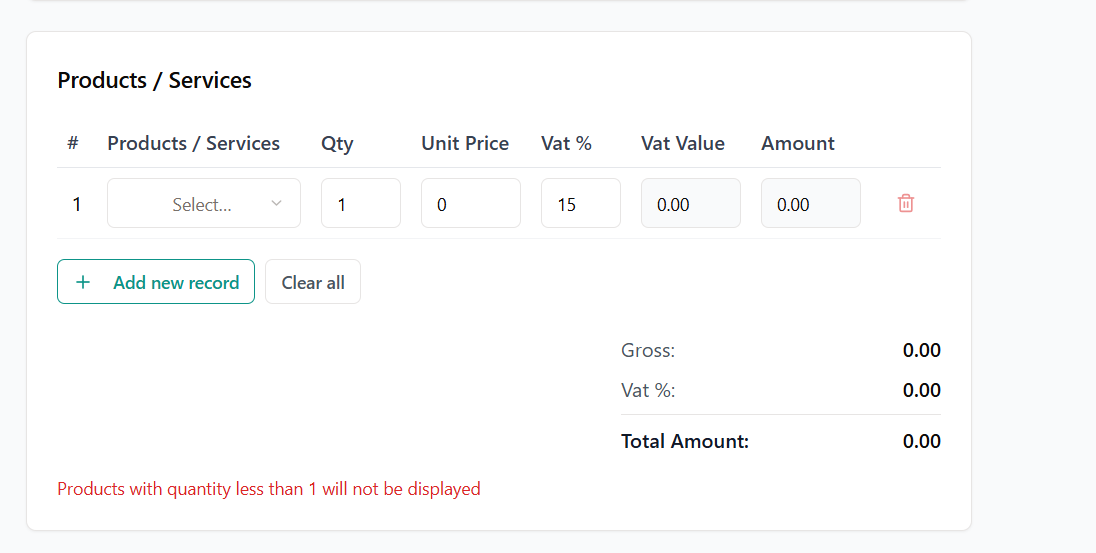 Products / Services
# Products / Services Qty Unit Price Vat % Vat Value Amount
1 Select... 1 0 15 0.00 0.00
Add new record Clear all
Gross: 0.00
Vat %: 0.00
Total Amount: 0.00
Products with quantity less than 1 will not be displayed